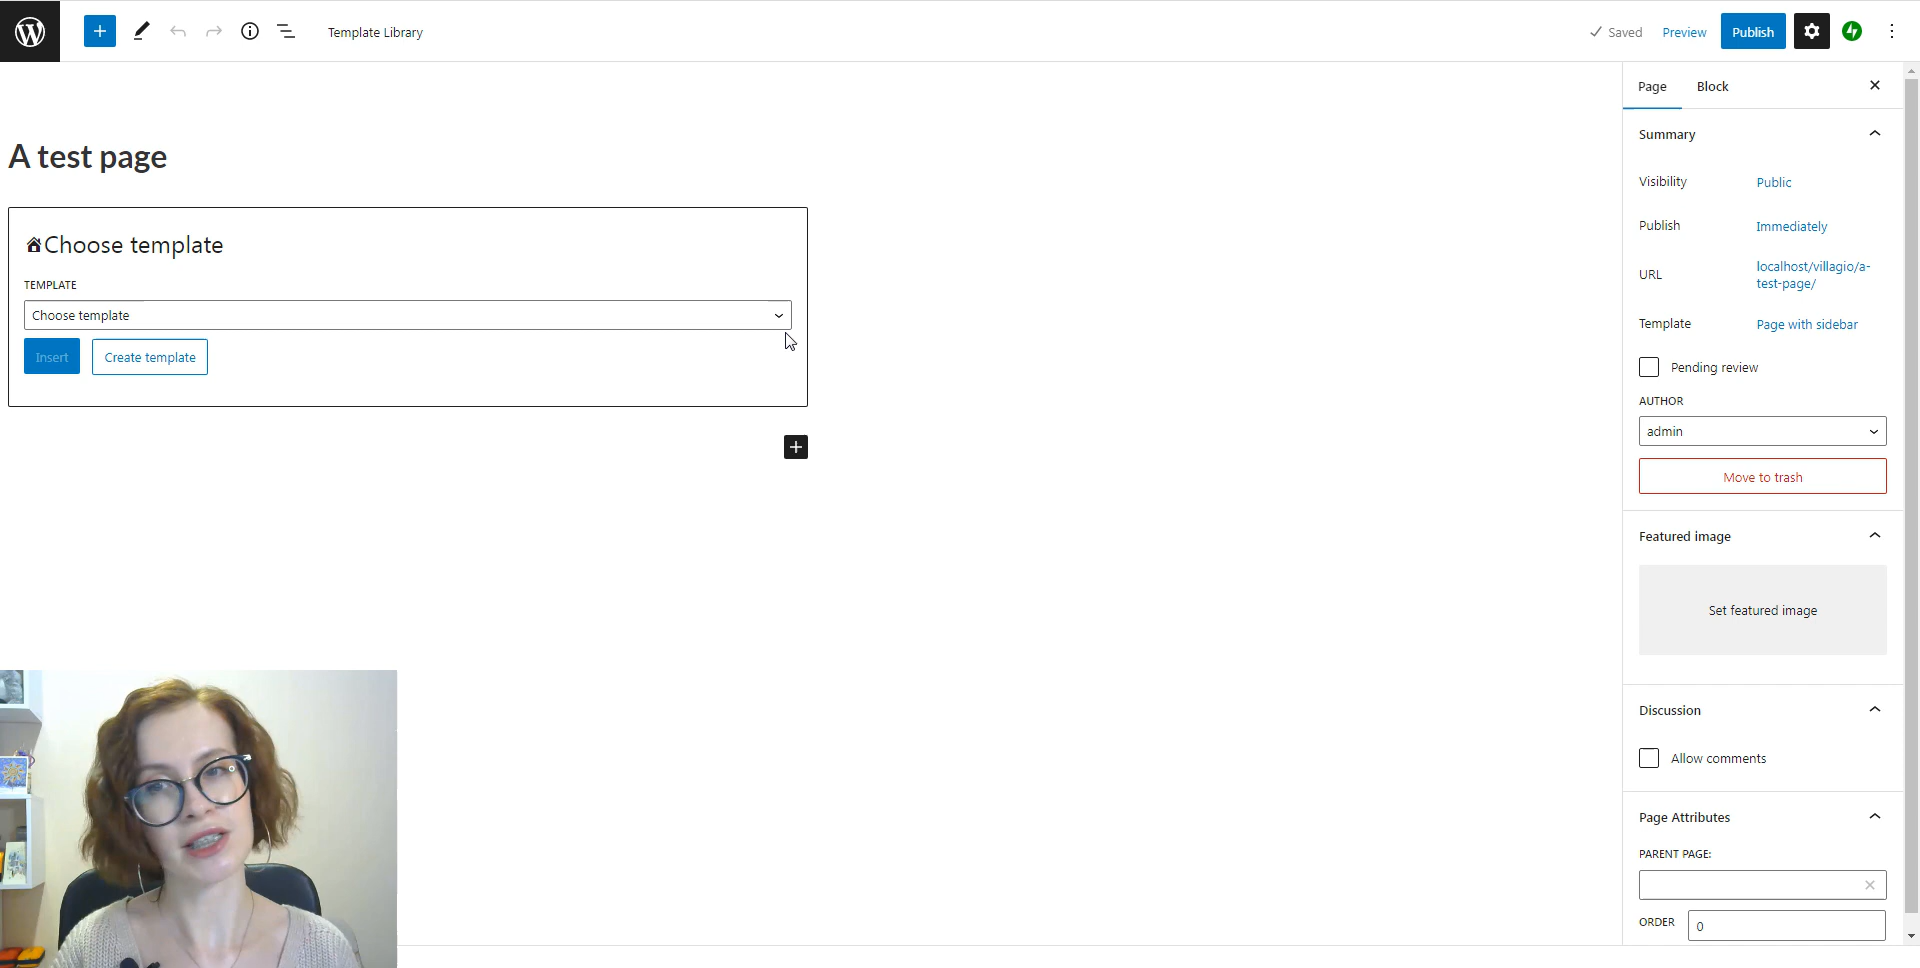 Template Library
Saved
Preview
Publish
Page
Block
A test page
Choose template
TEMPLATE
Choose template
Insert
Create template
Summary
Visibility
Public
Publish
Immediately
URL
localhost/villagio/a-
test-page/
Template
Page with sidebar
Pending review
AUTHOR
admin
Move to trash
Featured image
Set featured image
Discussion
Allow comments
Page Attributes
PARENT PAGE:
ORDER
0